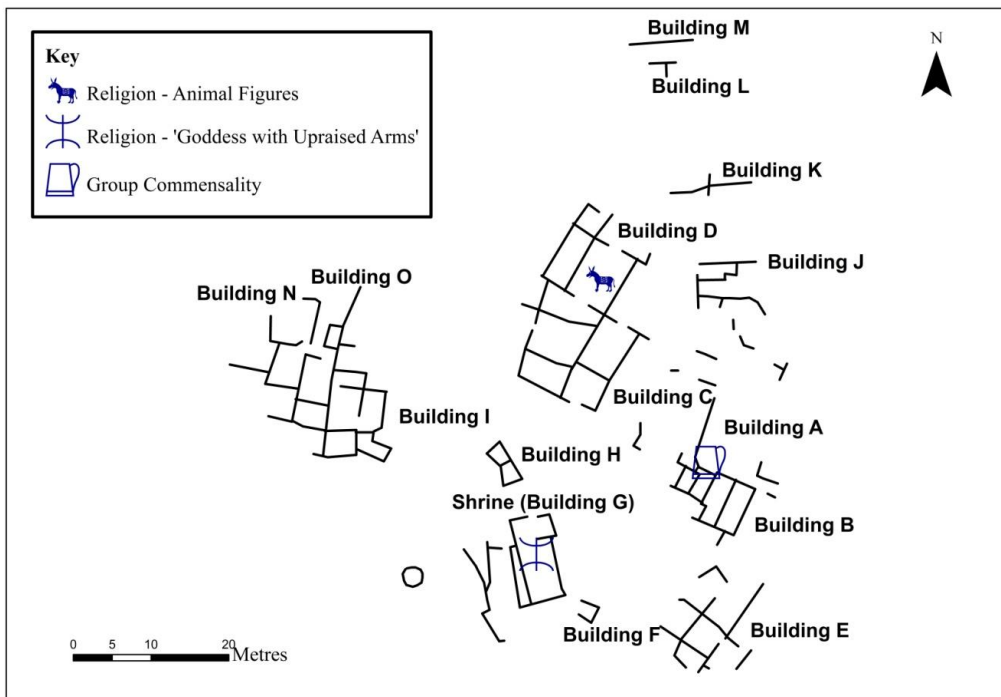 Building M
N
Key
Religion - Animal Figures
Building L
Religion - 'Goddess with Upraised Arms'
Group Commensality
Building K
Building D
Building J
Building O
Building N
Building C
Building I
Building A
Building H
Shrine (Building G)
Building B
Building F
Building E
0 5 10 20
Metres